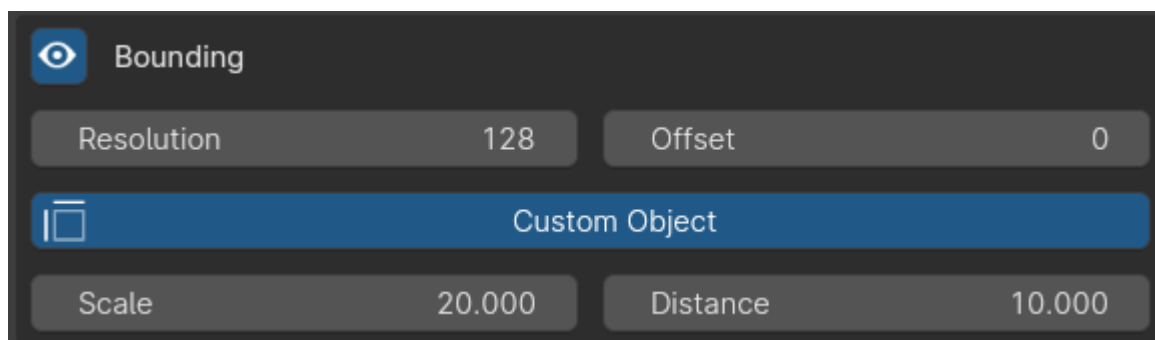 Bounding
Resolution 128 Offset 0
Custom Object
Scale 20.000 Distance 10.000